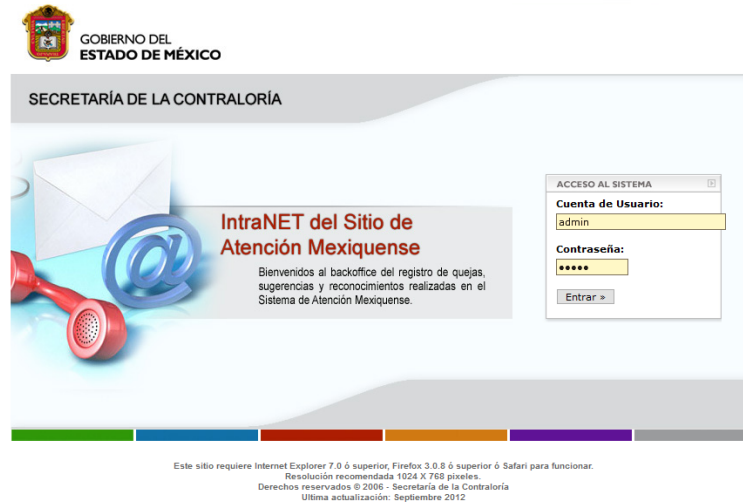 GOBIERNO DEL
ESTADO DE MÉXICO
SECRETARÍA DE LA CONTRALORÍA
IntraNET del Sitio de
Atención Mexiquense
Bienvenidos al backoffice del registro de quejas,
sugerencias y reconocimientos realizadas en el
Sistema de Atención Mexiquense.
ACCESO AL SISTEMA
Cuenta de Usuario:
admin
Contraseña:
•••••
Entrar »
Este sitio requiere Internet Explorer 7.0 ó superior, Firefox 3.0.8 ó superior ó Safari para funcionar.
Resolución recomendada 1024 X 768 pixeles.
Derechos reservados © 2006 - Secretaría de la Contraloría
Ultima actualización: Septiembre 2012